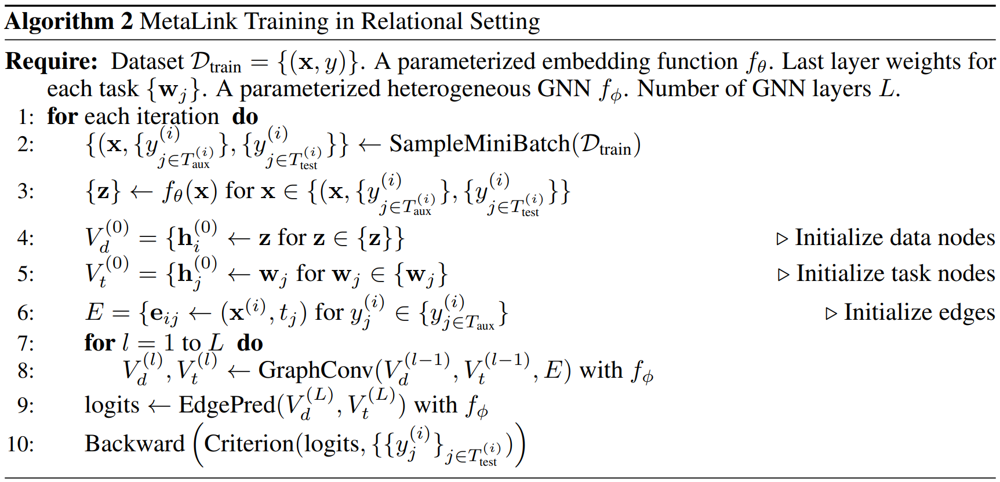 Algorithm 2 MetaLink Training in Relational Setting
Require: Dataset $\mathcal{D}_{\text{train}} = \{(\mathbf{x}, y)\}$. A parameterized embedding function $f_\theta$. Last layer weights for
each task $\{\mathbf{w}_j\}$. A parameterized heterogeneous GNN $f_\phi$. Number of GNN layers $L$.
1: for each iteration do
2: $\{(\mathbf{x}, \{y^{(i)}_{j \in T^{(i)}_{\text{aux}}}\}, \{y^{(i)}_{j \in T^{(i)}_{\text{test}}}\}\} \leftarrow \text{SampleMiniBatch}(\mathcal{D}_{\text{train}})$
3: $\{\mathbf{z}\} \leftarrow f_\theta(\mathbf{x})$ for $\mathbf{x} \in \{(\mathbf{x}, \{y^{(i)}_{j \in T^{(i)}_{\text{aux}}}\}, \{y^{(i)}_{j \in T^{(i)}_{\text{test}}}\}\}$
4: $V_d^{(0)} = \{\mathbf{h}_i^{(0)} \leftarrow \mathbf{z}$ for $\mathbf{z} \in \{\mathbf{z}\}\}$ ▷ Initialize data nodes
5: $V_t^{(0)} = \{\mathbf{h}_j^{(0)} \leftarrow \mathbf{w}_j$ for $\mathbf{w}_j \in \{\mathbf{w}_j\}$ ▷ Initialize task nodes
6: $E = \{\mathbf{e}_{ij} \leftarrow (\mathbf{x}^{(i)}, t_j)$ for $y_j^{(i)} \in \{y^{(i)}_{j \in T_{\text{aux}}}\}$ ▷ Initialize edges
7: for $l = 1$ to $L$ do
8: $V_d^{(l)}, V_t^{(l)} \leftarrow \text{GraphConv}(V_d^{(l-1)}, V_t^{(l-1)}, E)$ with $f_\phi$
9: logits $\leftarrow \text{EdgePred}(V_d^{(L)}, V_t^{(L)})$ with $f_\phi$
10: Backward $\left(\text{Criterion}(\text{logits}, \{\{y_j^{(i)}\}_{j \in T^{(i)}_{\text{test}}})\right)$